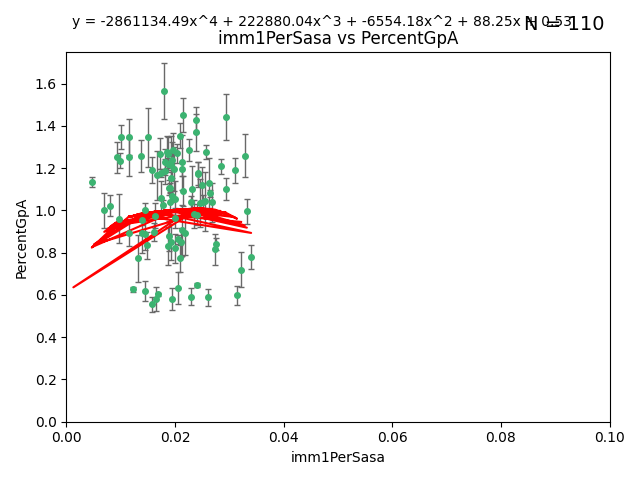 y = -2861134.49x^4 + 222880.04x^3 + -6554.18x^2 + 88.25x + 0.53
N = 110
imm1PerSasa vs PercentGpA
1.6
1.4
1.2
1.0
0.8
0.6
0.4
0.2
0.0
PercentGpA
0.00 0.02 0.04 0.06 0.08 0.10
imm1PerSasa